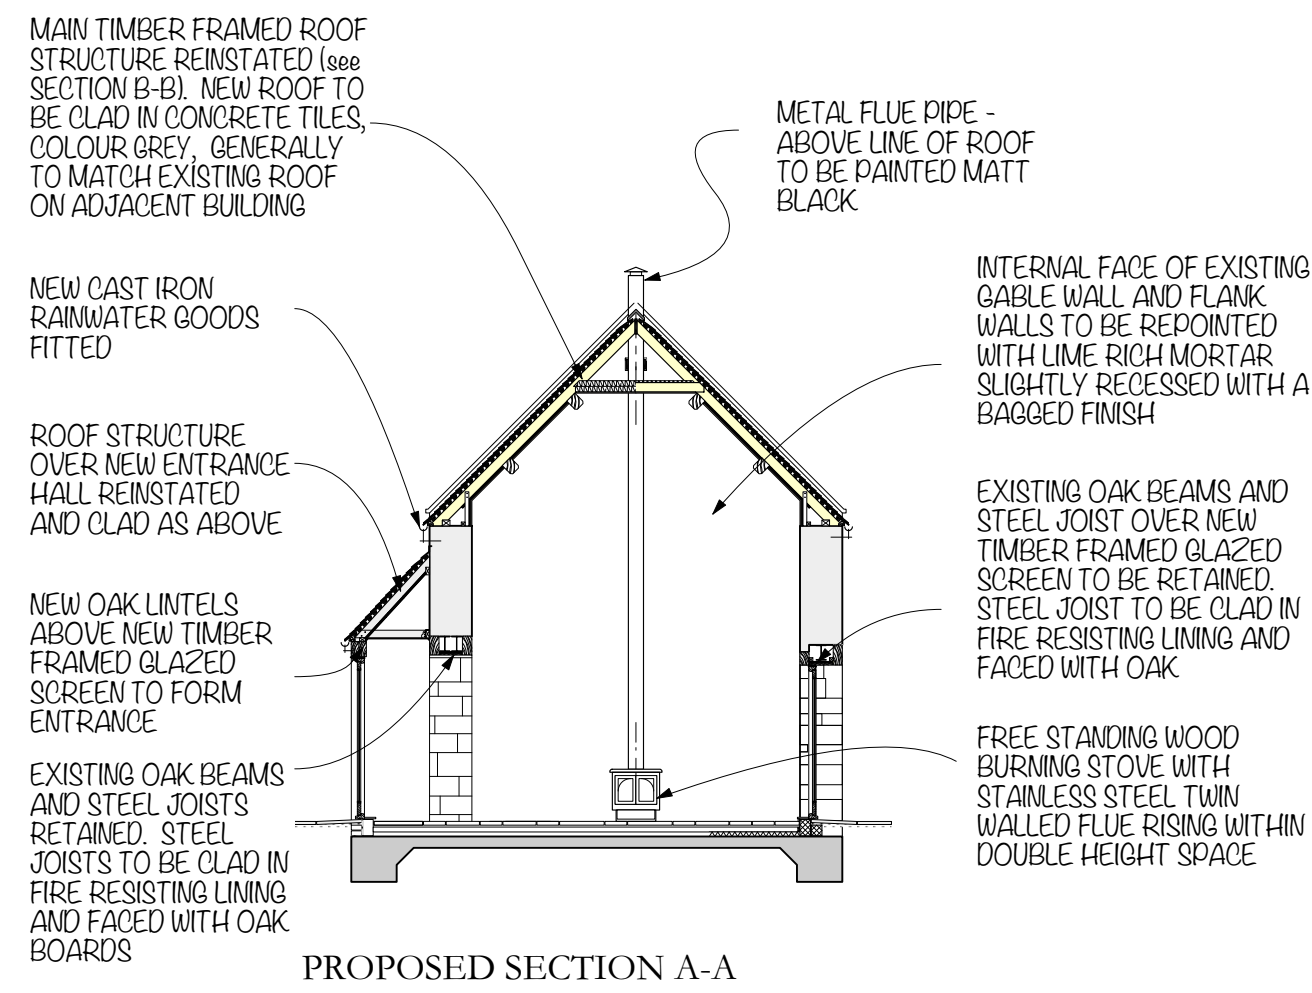 MAIN TIMBER FRAMED ROOF
STRUCTURE REINSTATED (see
SECTION B-B). NEW ROOF TO
BE CLAD IN CONCRETE TILES,
COLOUR GREY, GENERALLY
TO MATCH EXISTING ROOF
ON ADJACENT BUILDING
NEW CAST IRON
RAINWATER GOODS
FITTED
ROOF STRUCTURE
OVER NEW ENTRANCE
HALL REINSTATED
AND CLAD AS ABOVE
NEW OAK LINTELS
ABOVE NEW TIMBER
FRAMED GLAZED
SCREEN TO FORM
ENTRANCE
EXISTING OAK BEAMS
AND STEEL JOISTS
RETAINED. STEEL
JOISTS TO BE CLAD IN
FIRE RESISTING LINING
AND FACED WITH OAK
BOARDS
METAL FLUE PIPE -
ABOVE LINE OF ROOF
TO BE PAINTED MATT
BLACK
INTERNAL FACE OF EXISTING
GABLE WALL AND FLANK
WALLS TO BE REPOINTED
WITH LIME RICH MORTAR
SLIGHTLY RECESSED WITH A
BAGGED FINISH
EXISTING OAK BEAMS AND
STEEL JOIST OVER NEW
TIMBER FRAMED GLAZED
SCREEN TO BE RETAINED.
STEEL JOIST TO BE CLAD IN
FIRE RESISTING LINING AND
FACED WITH OAK
FREE STANDING WOOD
BURNING STOVE WITH
STAINLESS STEEL TWIN
WALLED FLUE RISING WITHIN
DOUBLE HEIGHT SPACE
PROPOSED SECTION A-A